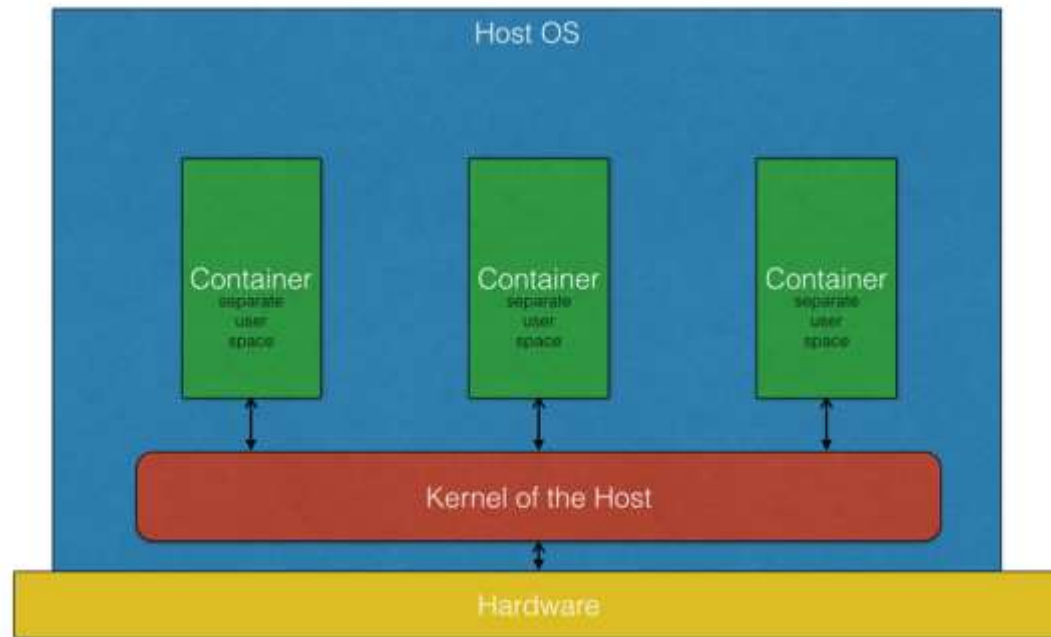 Host OS
Container
separate
user
space
Container
separate
user
space
Container
separate
user
space
Kernel of the Host
Hardware